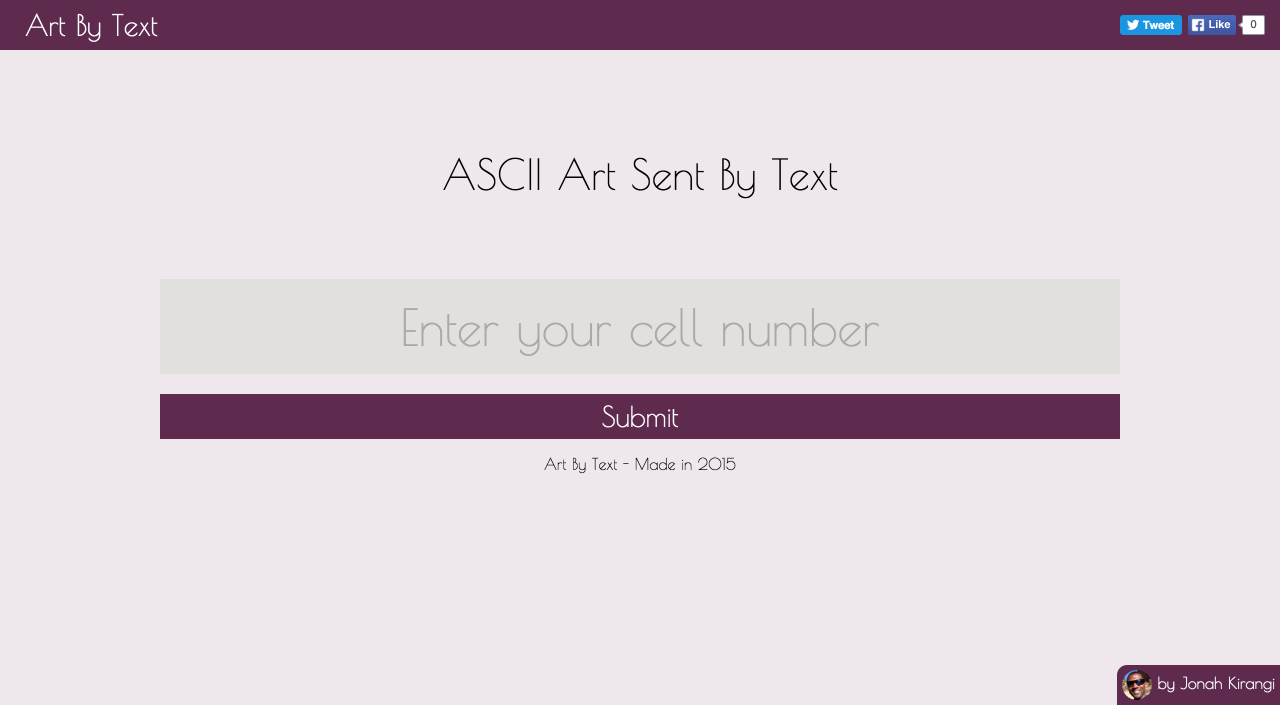 Art By Text
Tweet
Like
0
ASCII Art Sent By Text
Enter your cell number
Submit
Art By Text - Made in 2015
by Jonah Kirangi